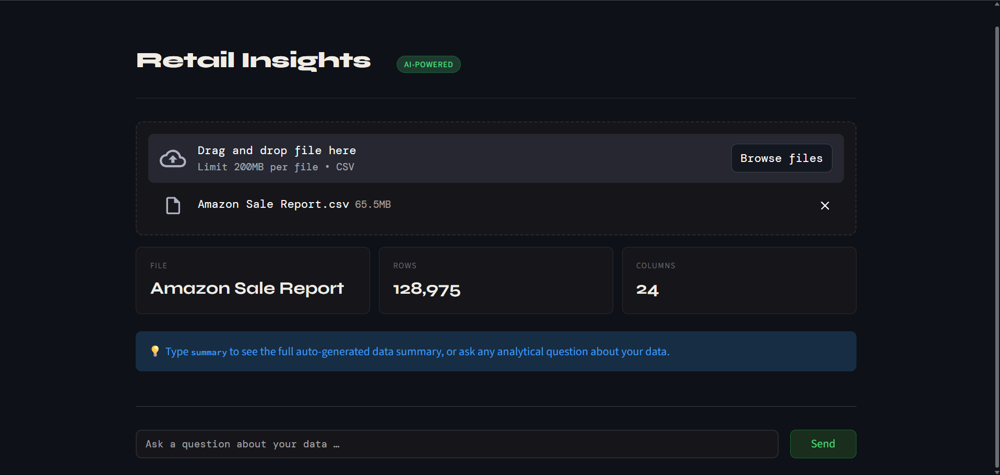 Retail Insights
AI-POWERED
Drag and drop file here
Limit 200MB per file • CSV
Browse files
Amazon Sale Report.csv 65.5MB
FILE
Amazon Sale Report
ROWS
128,975
COLUMNS
24
💡 Type summary to see the full auto-generated data summary, or ask any analytical question about your data.
Ask a question about your data …
Send